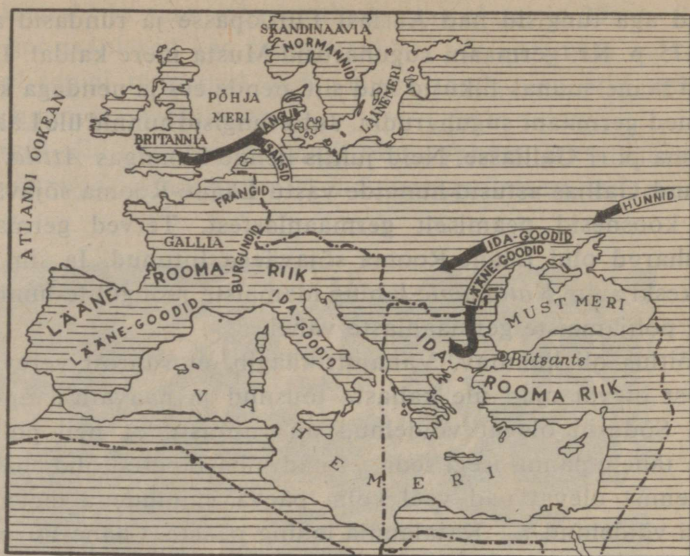 SKANDINAAVIA
NORMANNID
LÄÄNEMERI
PÕHJA
MERI
ANGLID
SAKSID
BRITANNIA
ATLANDI OOKEAN
FRANGID
HUNNID
GALLIA
BURGUNDID
IDA-GOODID
LÄÄNE-GOODID
LÄÄNE ROOMA RIIK
LÄÄNE-GOODID
IDA-GOODID
MUST MERI
IDA-
ROOMA RIIK
Bütsants
VAHEMERI